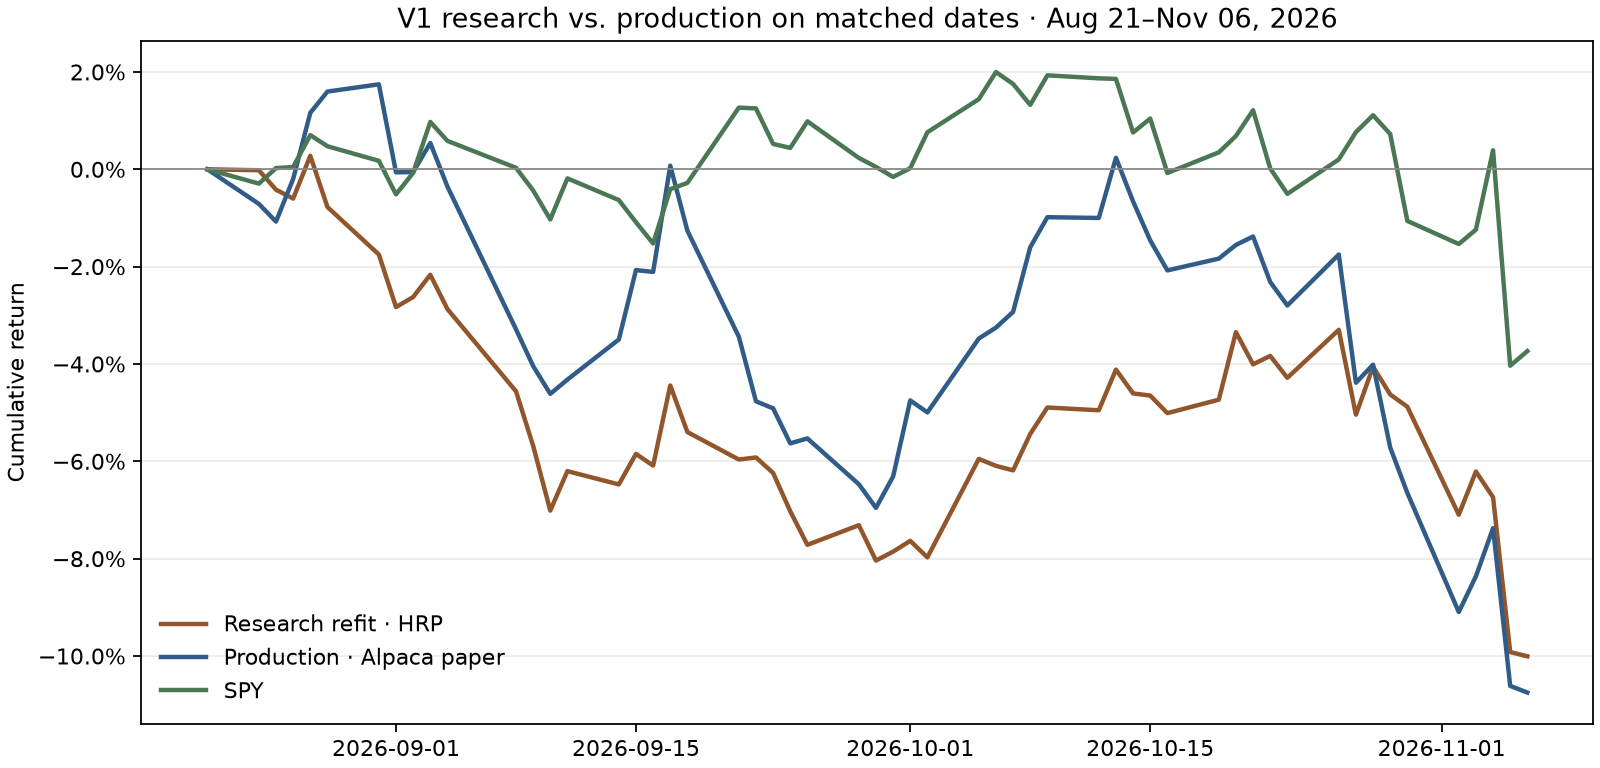 V1 research vs. production on matched dates · Aug 21–Nov 06, 2026
Cumulative return
2.0%
0.0%
−2.0%
−4.0%
−6.0%
−8.0%
−10.0%
Research refit · HRP
Production · Alpaca paper
SPY
2026-09-01
2026-09-15
2026-10-01
2026-10-15
2026-11-01